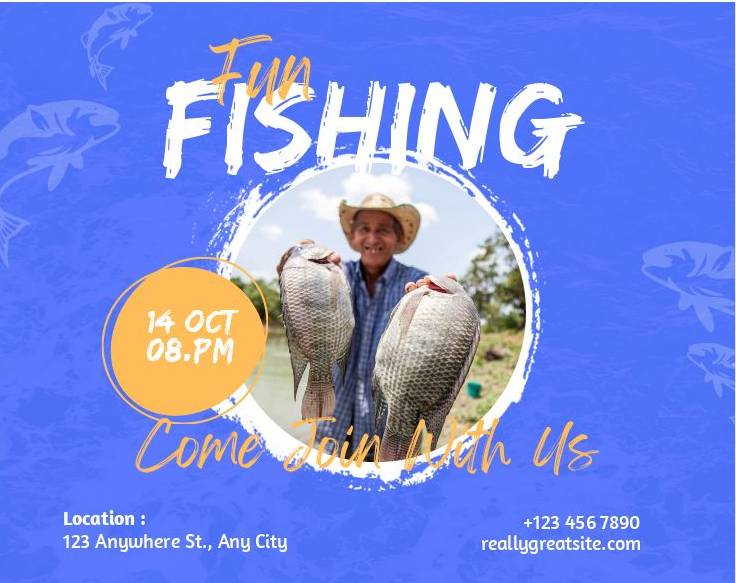 Fun
FISHING
14 OCT
08.PM
Come Join With Us
Location :
123 Anywhere St., Any City
+123 456 7890
reallygreatsite.com